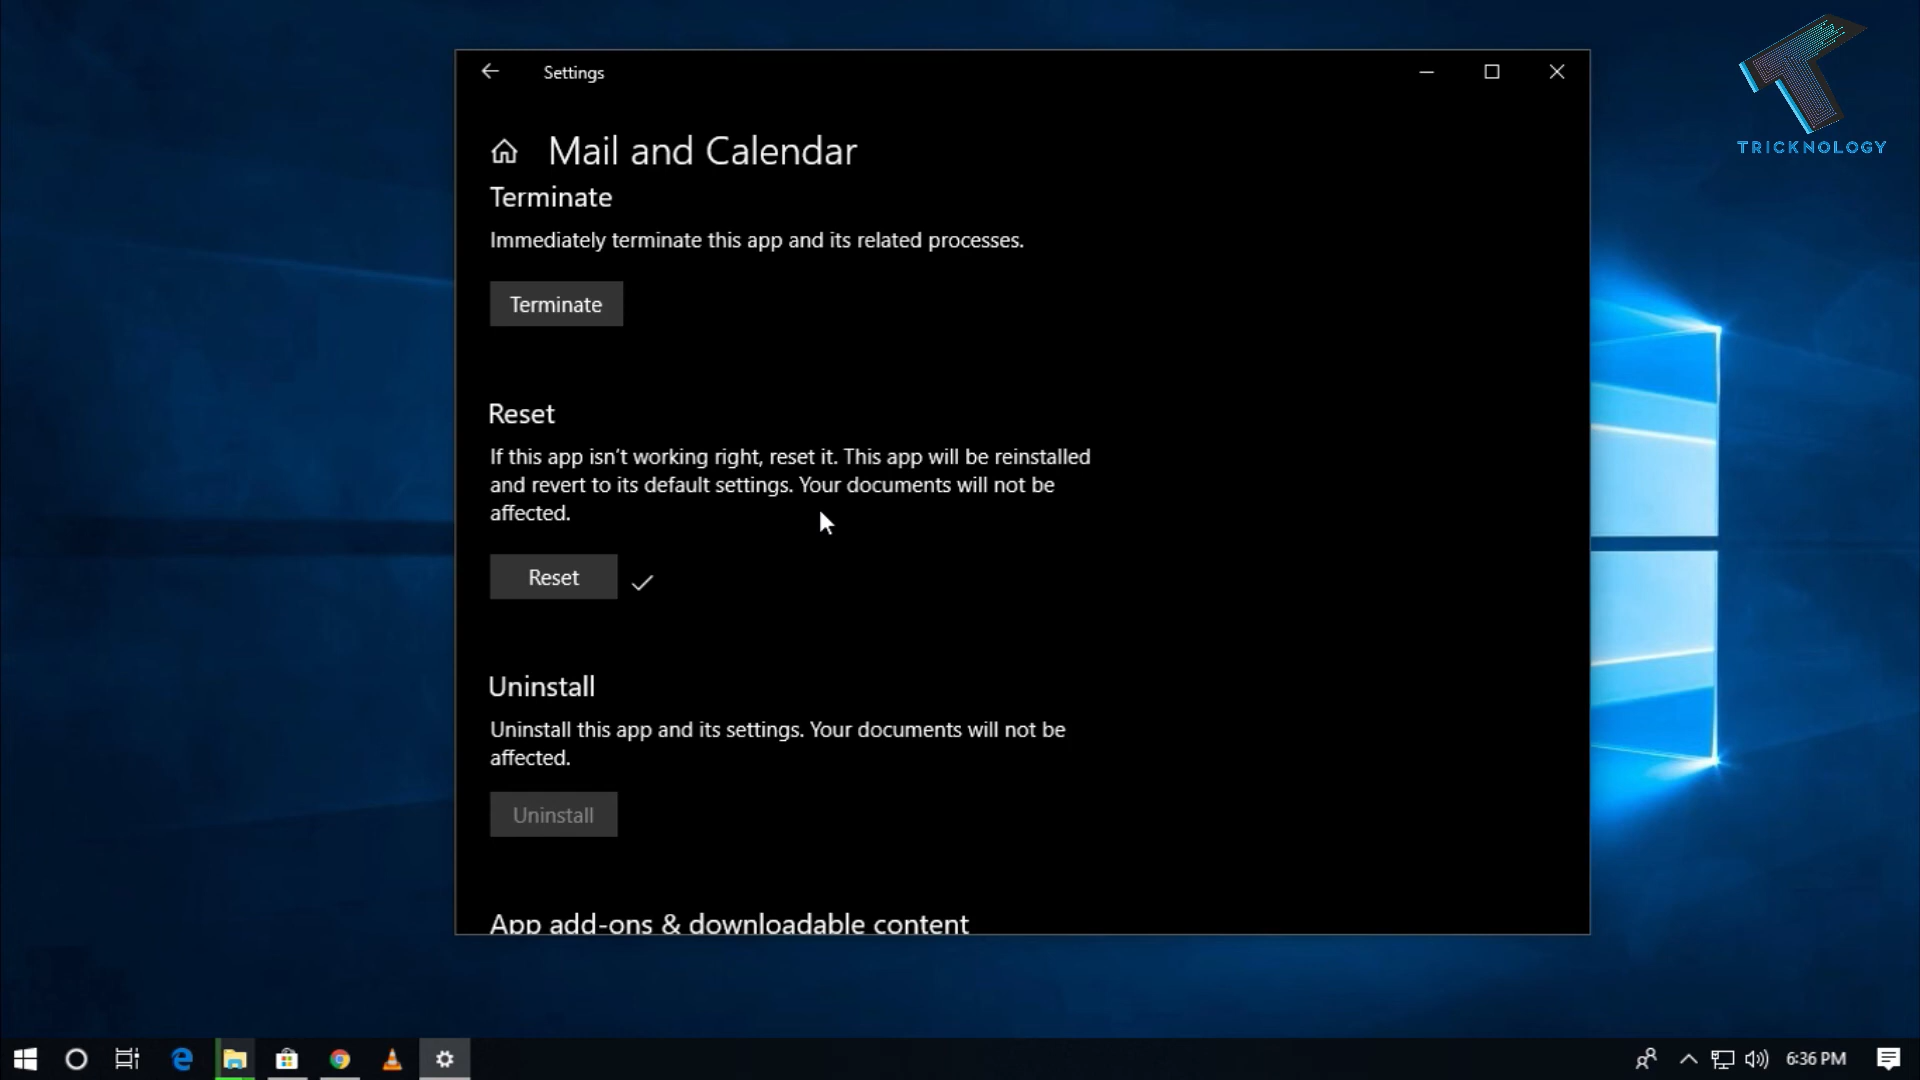 Settings
TRICKNOLOGY
Mail and Calendar
Terminate
Immediately terminate this app and its related processes.
Terminate
Reset
If this app isn't working right, reset it. This app will be reinstalled
and revert to its default settings. Your documents will not be
affected.
Reset
Uninstall
Uninstall this app and its settings. Your documents will not be
affected.
Uninstall
App add-ons & downloadable content
6:36 PM